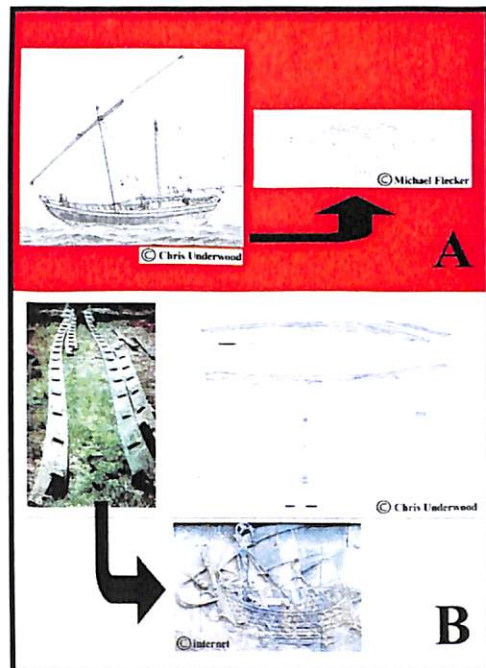 © Michael Flecker
© Chris Underwood
A
© Chris Underwood
© internet
B